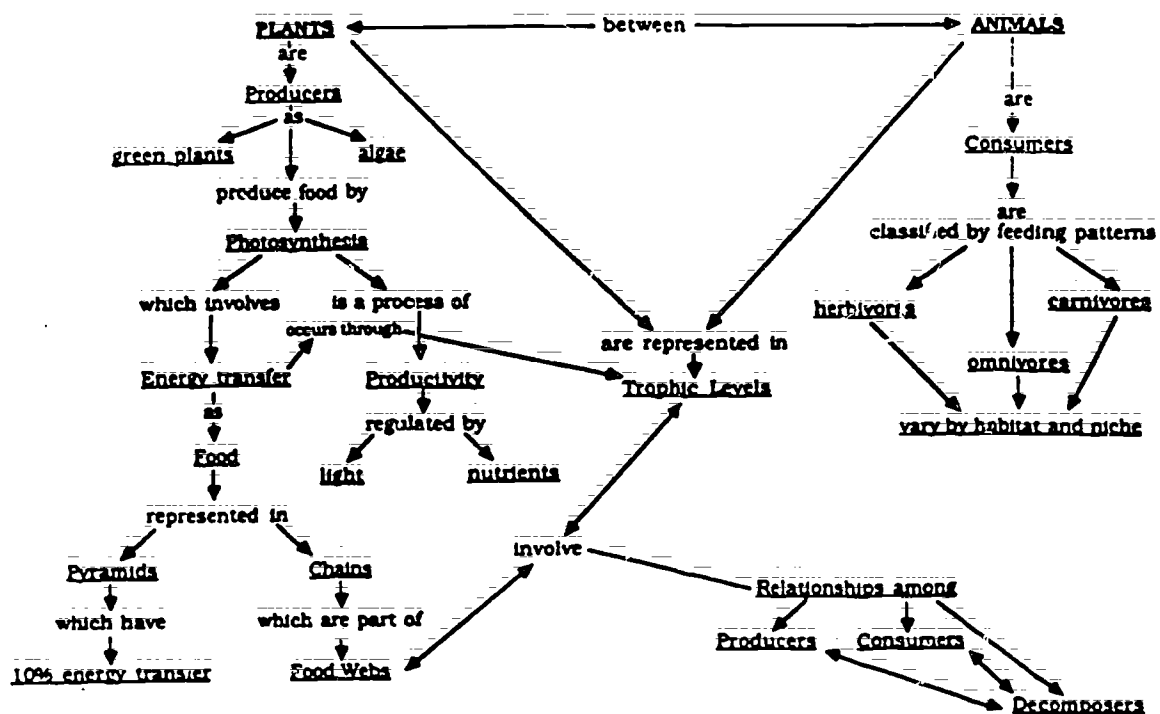 PLANTS
between
ANIMALS
are
Producers
as
green plants
algae
produce food by
Photosynthesis
which involves
is a process of
occurs through
Energy transfer
Productivity
as
regulated by
Food
light
nutrients
represented in
Pyramids
Chains
which have
which are part of
10% energy transfer
Food Webs
are represented in
Trophic Levels
involve
Relationships among
Producers
Consumers
Decomposers
are
Consumers
are
classified by feeding patterns
herbivores
carnivores
omnivores
vary by habitat and niche